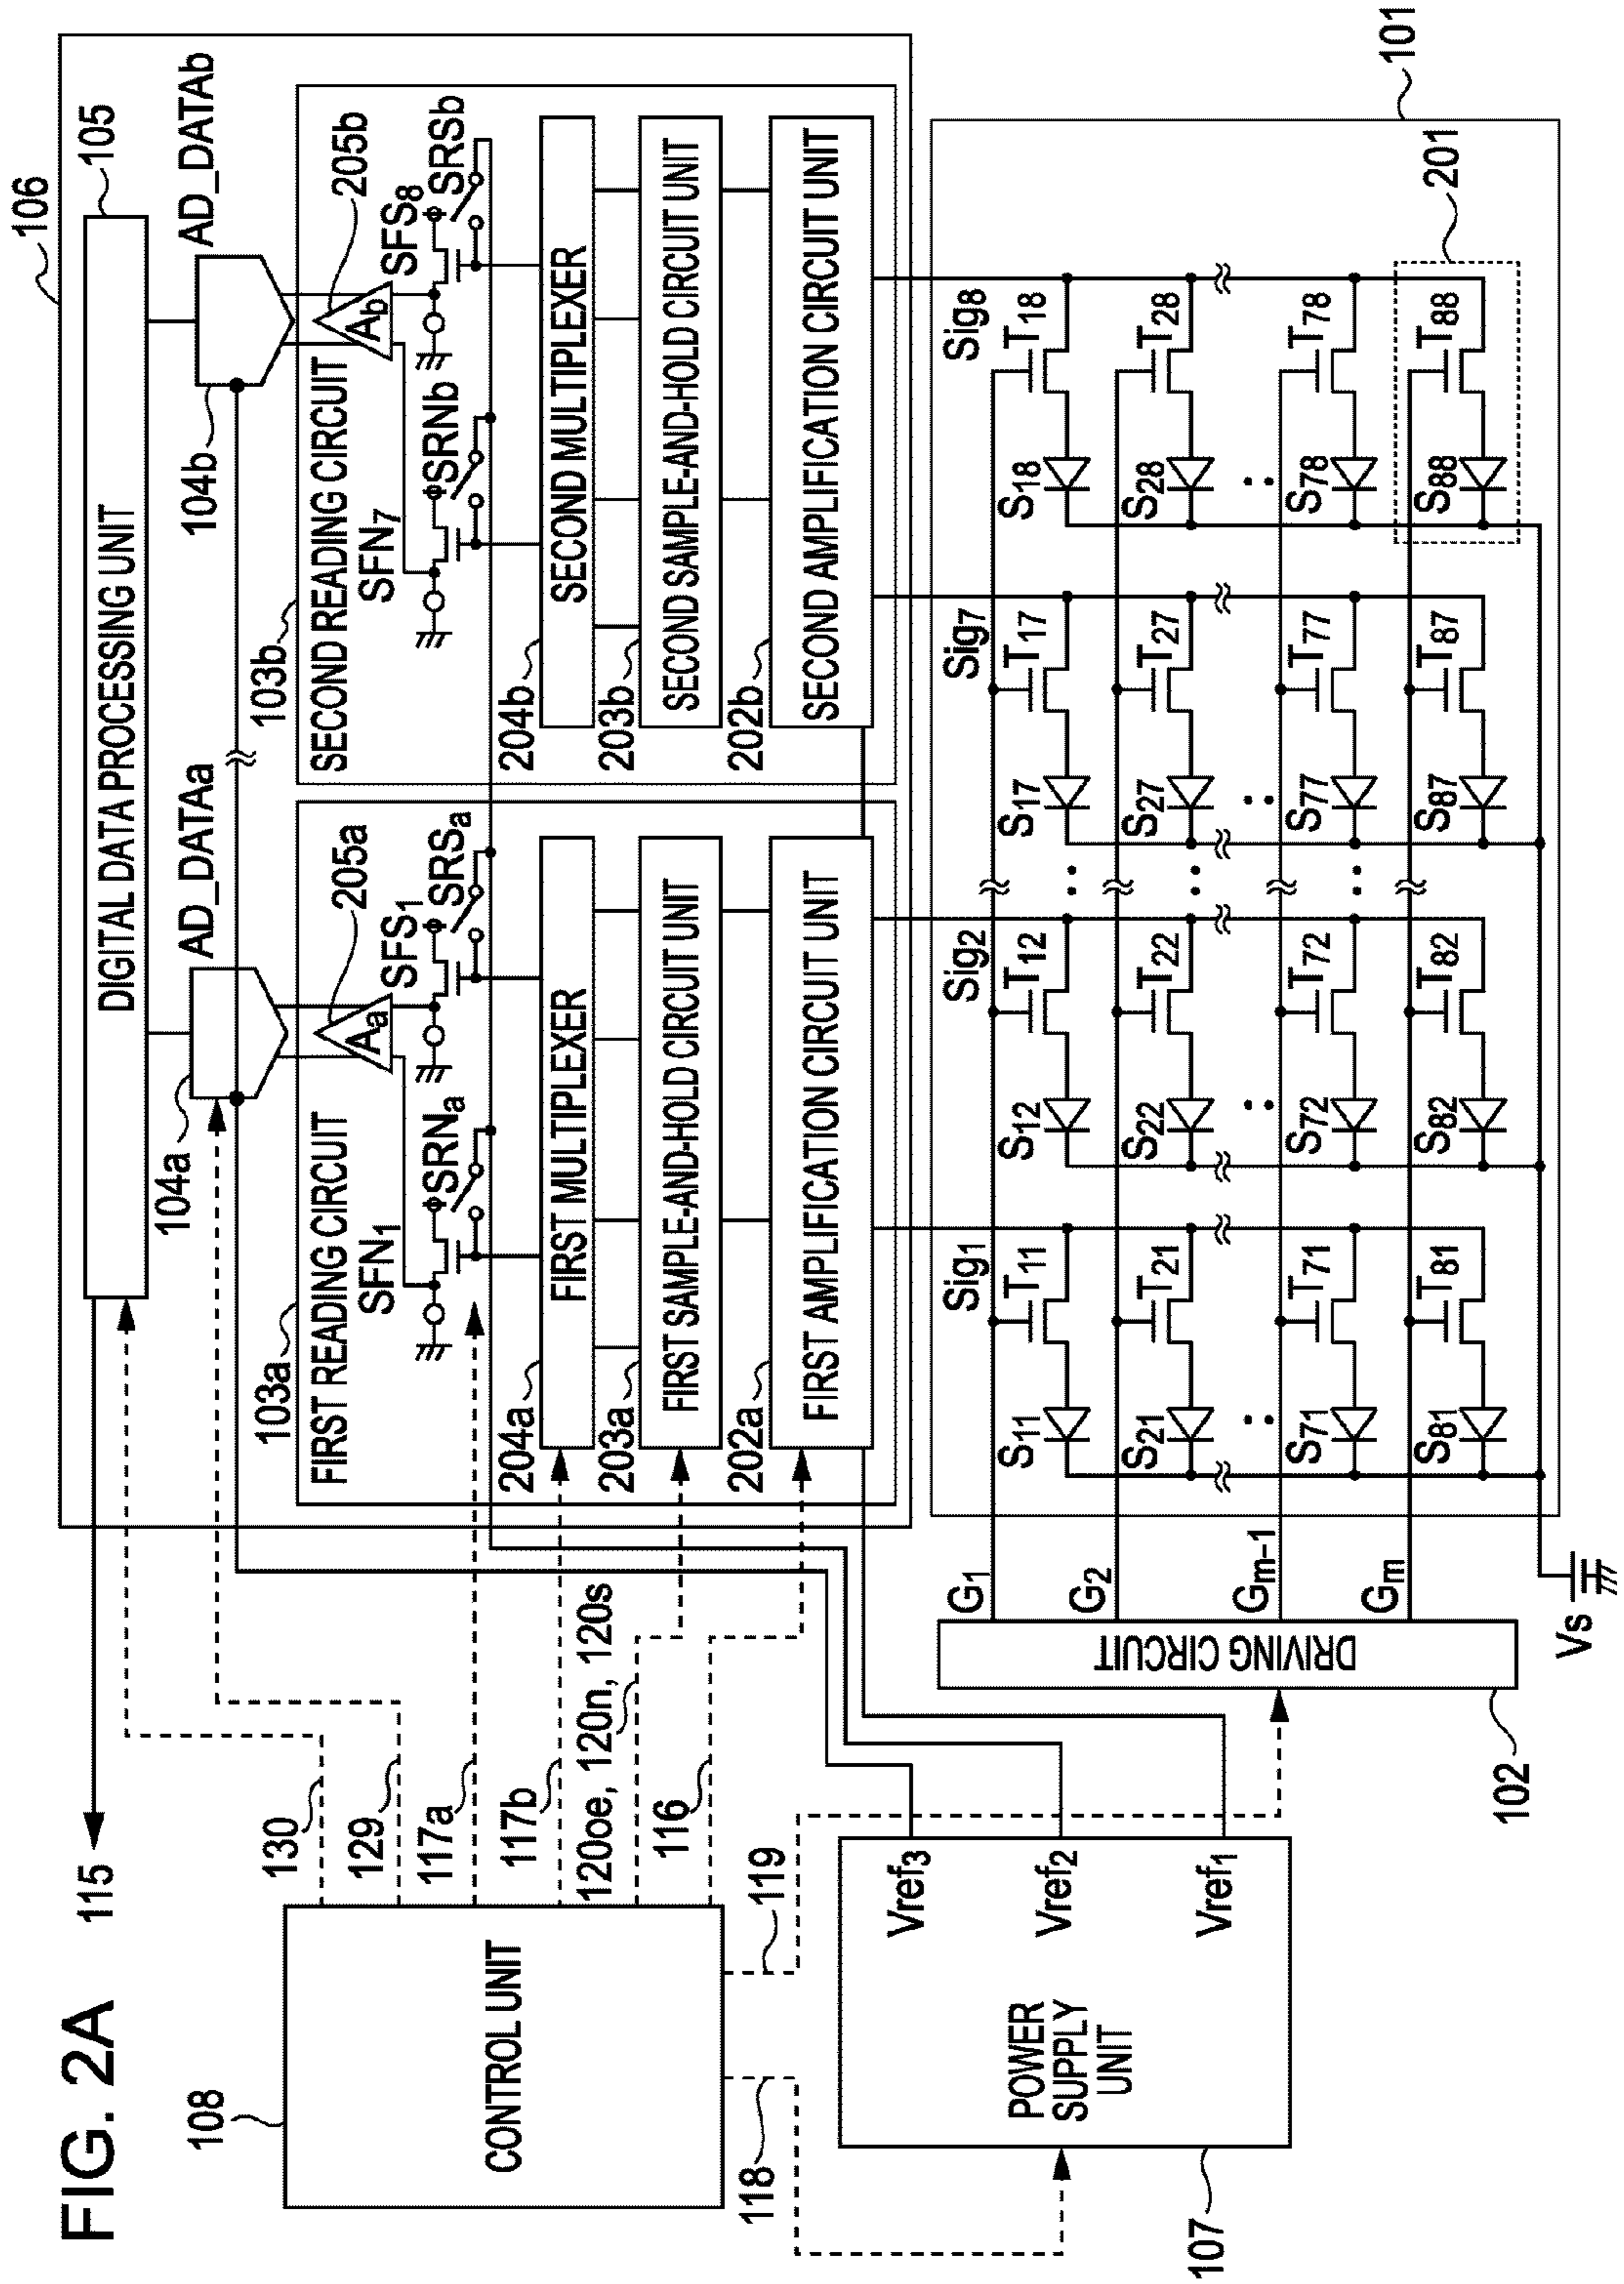 FIG. 2A
106
105
DIGITAL DATA PROCESSING UNIT
115
104a
AD_DATAa
104b
AD_DATAb
103a
FIRST READING CIRCUIT
205a
Aa
SFN1
SRNa
SFS1
SRSa
204a
FIRST MULTIPLEXER
203a
FIRST SAMPLE-AND-HOLD CIRCUIT UNIT
202a
FIRST AMPLIFICATION CIRCUIT UNIT
103b
SECOND READING CIRCUIT
205b
Ab
SFN7
SRNb
SFS8
SRSb
204b
SECOND MULTIPLEXER
203b
SECOND SAMPLE-AND-HOLD CIRCUIT UNIT
202b
SECOND AMPLIFICATION CIRCUIT UNIT
108
CONTROL UNIT
130
129
117a
117b
120oe, 120n, 120s
116
119
118
107
POWER
SUPPLY
UNIT
Vref3
Vref2
Vref1
102
DRIVING CIRCUIT
101
201
Sig1
Sig2
Sig7
Sig8
G1
S11
T11
S12
T12
S17
T17
S18
T18
G2
S21
T21
S22
T22
S27
T27
S28
T28
Gm-1
S71
T71
S72
T72
S77
T77
S78
T78
Gm
S81
T81
S82
T82
S87
T87
S88
T88
Vs